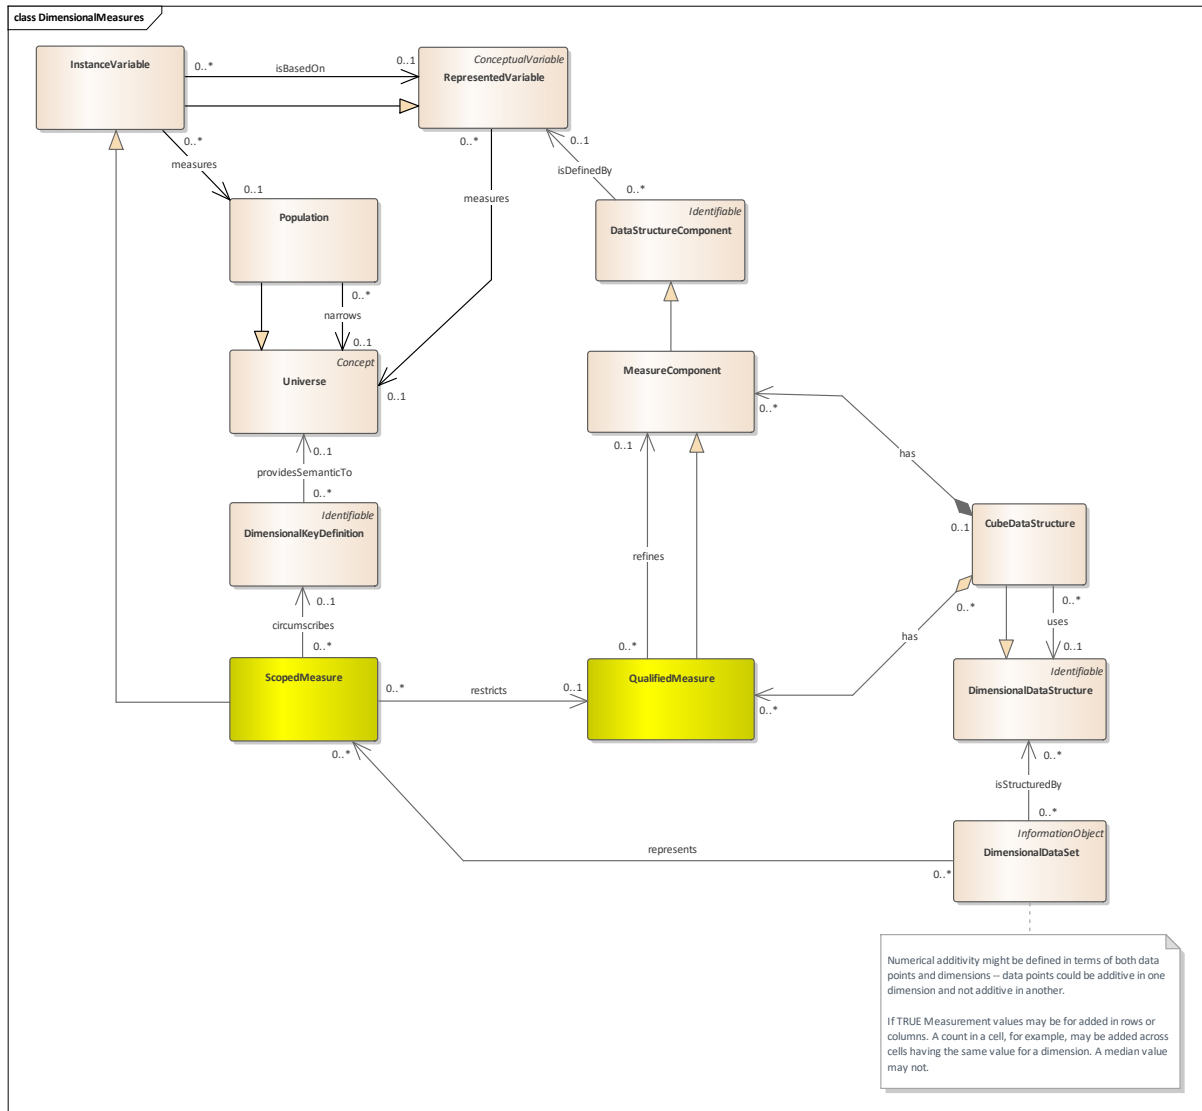 class DimensionalMeasures
InstanceVariable
0..*
isBasedOn
0..1
ConceptualVariable
RepresentedVariable
0..*
measures
0..1
0..*
measures
0..1
0..1
isDefinedBy
0..*
Identifiable
DataStructureComponent
Population
0..*
narrows
0..1
Concept
Universe
MeasureComponent
0..*
has
0..1
0..1
providesSemanticTo
0..*
0..1
refines
0..*
Identifiable
DimensionalKeyDefinition
CubeDataStructure
0..1
circumscribes
0..*
0..*
has
0..*
0..*
uses
0..1
ScopedMeasure
0..*
restricts
0..1
QualifiedMeasure
Identifiable
DimensionalDataStructure
0..*
isStructuredBy
0..*
0..*
represents
0..*
InformationObject
DimensionalDataSet
Numerical additivity might be defined in terms of both data
points and dimensions -- data points could be additive in one
dimension and not additive in another.
If TRUE Measurement values may be for added in rows or
columns. A count in a cell, for example, may be added across
cells having the same value for a dimension. A median value
may not.